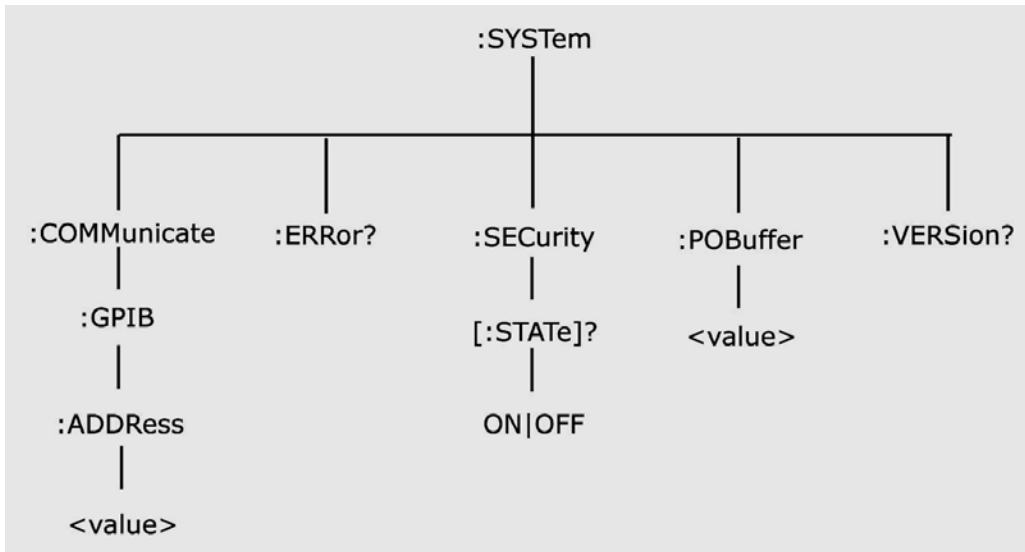 :SYSTem
:COMMunicate :ERRor? :SECurity :POBuffer :VERSion?
:GPIB [:STATe]? <value>
:ADDRess ON|OFF
<value>